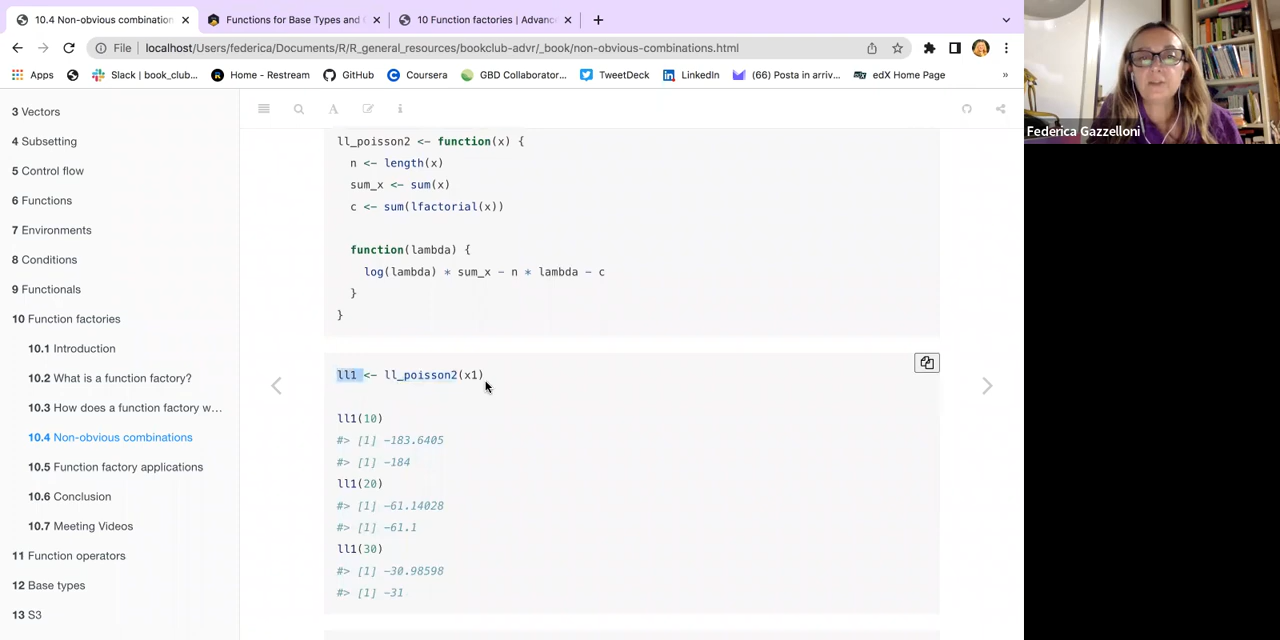 10.4 Non-obvious combination
Functions for Base Types and
10 Function factories | Advanc
File
localhost/Users/federica/Documents/R/R_general_resources/bookclub-advr/_book/non-obvious-combinations.html
Apps
Slack | book_club...
Home - Restream
GitHub
Coursera
GBD Collaborator...
TweetDeck
LinkedIn
(66) Posta in arriv...
edX Home Page
»
3 Vectors
4 Subsetting
5 Control flow
6 Functions
7 Environments
8 Conditions
9 Functionals
10 Function factories
10.1 Introduction
10.2 What is a function factory?
10.3 How does a function factory w...
10.4 Non-obvious combinations
10.5 Function factory applications
10.6 Conclusion
10.7 Meeting Videos
11 Function operators
12 Base types
13 S3
A
i
ll_poisson2 <- function(x) {
n <- length(x)
sum_x <- sum(x)
c <- sum(lfactorial(x))
function(lambda) {
log(lambda) * sum_x - n * lambda - c
}
}
ll1 <- ll_poisson2(x1)
ll1(10)
#> [1] -183.6405
#> [1] -184
ll1(20)
#> [1] -61.14028
#> [1] -61.1
ll1(30)
#> [1] -30.98598
#> [1] -31
Federica Gazzelloni